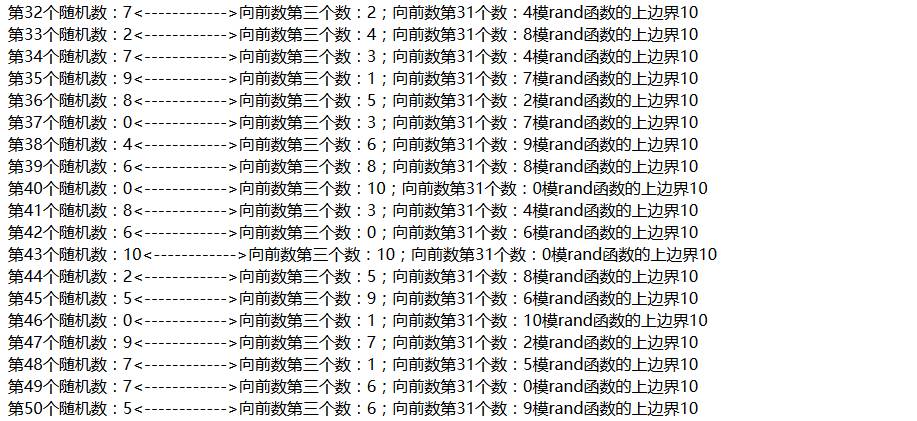 第32个随机数：7<------------>向前数第三个数：2；向前数第31个数：4模rand函数的上边界10
第33个随机数：2<------------>向前数第三个数：4；向前数第31个数：8模rand函数的上边界10
第34个随机数：7<------------>向前数第三个数：3；向前数第31个数：4模rand函数的上边界10
第35个随机数：9<------------>向前数第三个数：1；向前数第31个数：7模rand函数的上边界10
第36个随机数：8<------------>向前数第三个数：5；向前数第31个数：2模rand函数的上边界10
第37个随机数：0<------------>向前数第三个数：3；向前数第31个数：7模rand函数的上边界10
第38个随机数：4<------------>向前数第三个数：6；向前数第31个数：9模rand函数的上边界10
第39个随机数：6<------------>向前数第三个数：8；向前数第31个数：8模rand函数的上边界10
第40个随机数：0<------------>向前数第三个数：10；向前数第31个数：0模rand函数的上边界10
第41个随机数：8<------------>向前数第三个数：3；向前数第31个数：4模rand函数的上边界10
第42个随机数：6<------------>向前数第三个数：0；向前数第31个数：6模rand函数的上边界10
第43个随机数：10<------------>向前数第三个数：10；向前数第31个数：0模rand函数的上边界10
第44个随机数：2<------------>向前数第三个数：5；向前数第31个数：8模rand函数的上边界10
第45个随机数：5<------------>向前数第三个数：9；向前数第31个数：6模rand函数的上边界10
第46个随机数：0<------------>向前数第三个数：1；向前数第31个数：10模rand函数的上边界10
第47个随机数：9<------------>向前数第三个数：7；向前数第31个数：2模rand函数的上边界10
第48个随机数：7<------------>向前数第三个数：1；向前数第31个数：5模rand函数的上边界10
第49个随机数：7<------------>向前数第三个数：6；向前数第31个数：0模rand函数的上边界10
第50个随机数：5<------------>向前数第三个数：6；向前数第31个数：9模rand函数的上边界10